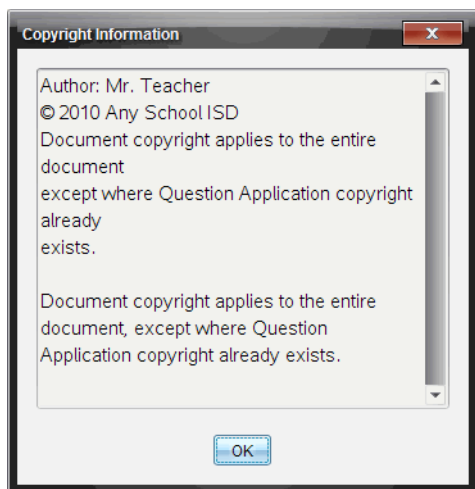 Copyright Information
Author: Mr. Teacher
© 2010 Any School ISD
Document copyright applies to the entire
document
except where Question Application copyright
already
exists.
Document copyright applies to the entire
document, except where Question
Application copyright already exists.
OK